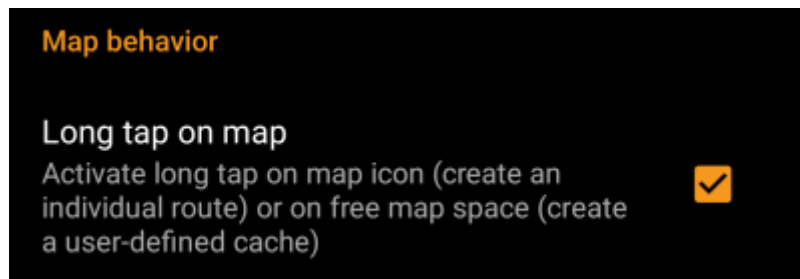 Map behavior
Long tap on map
Activate long tap on map icon (create an
individual route) or on free map space (create
a user-defined cache)